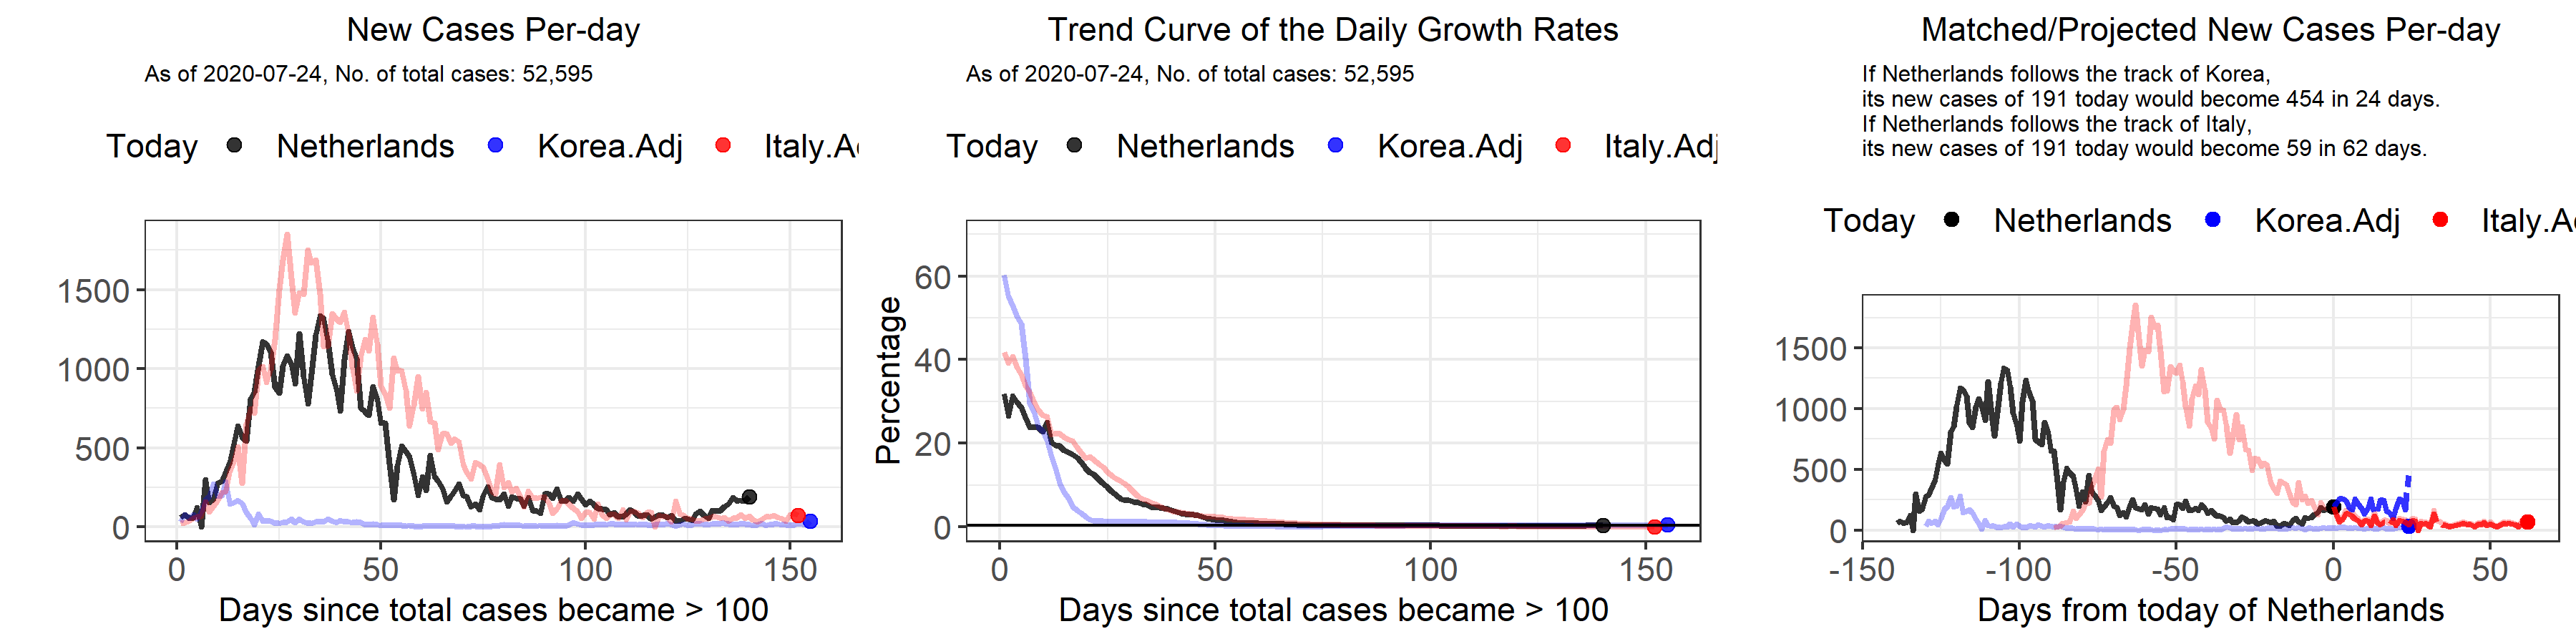 New Cases Per-day
As of 2020-07-24, No. of total cases: 52,595
Today Netherlands Korea.Adj Italy.A
1500
1000
500
0
0 50 100 150
Days since total cases became > 100
Trend Curve of the Daily Growth Rates
As of 2020-07-24, No. of total cases: 52,595
Today Netherlands Korea.Adj Italy.Adj
Percentage
60
40
20
0
0 50 100 150
Days since total cases became > 100
Matched/Projected New Cases Per-day
If Netherlands follows the track of Korea,
its new cases of 191 today would become 454 in 24 days.
If Netherlands follows the track of Italy,
its new cases of 191 today would become 59 in 62 days.
Today Netherlands Korea.Adj Italy.A
1500
1000
500
0
-150 -100 -50 0 50
Days from today of Netherlands